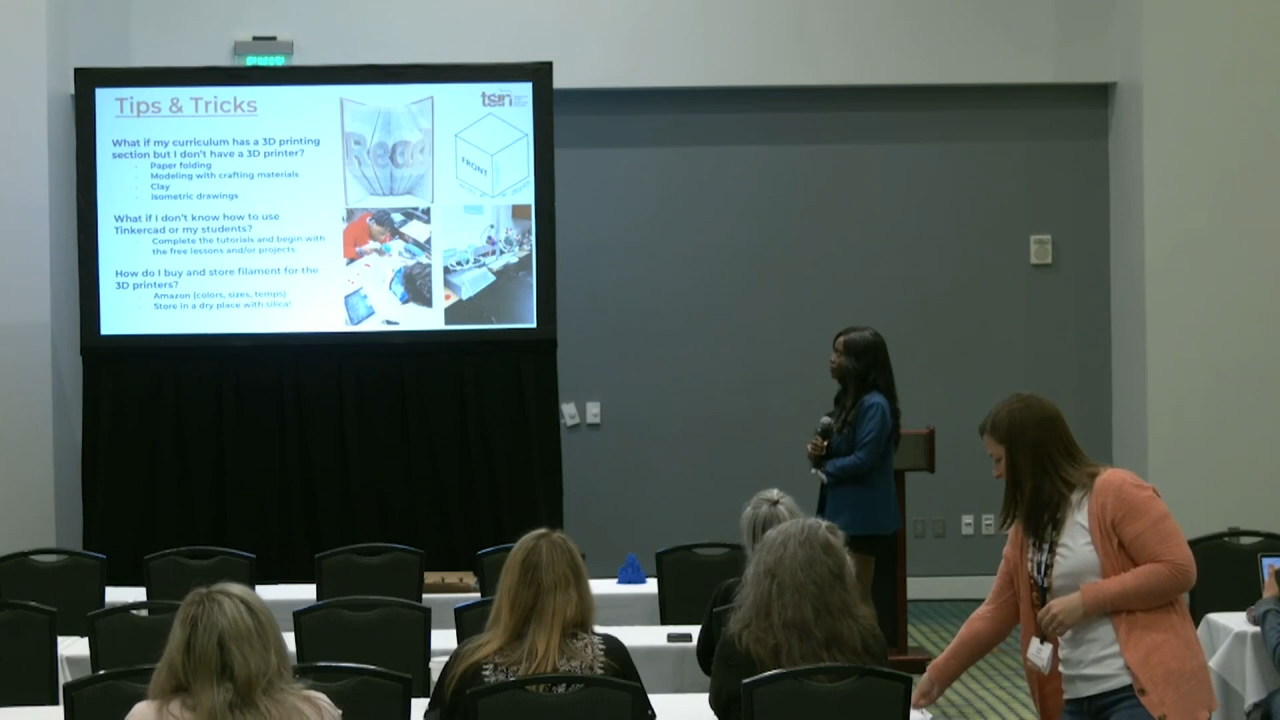 EXIT
Tips & Tricks
tsin
What if my curriculum has a 3D printing
section but I don't have a 3D printer?
Paper folding
Modeling with crafting materials
Clay
Isometric drawings
What if I don't know how to use
Tinkercad or my students?
Complete the tutorials and begin with
the free lessons and/or projects
How do I buy and store filament for the
3D printers?
Amazon (colors, sizes, temps)
Store in a dry place with silica!
Read
FRONT